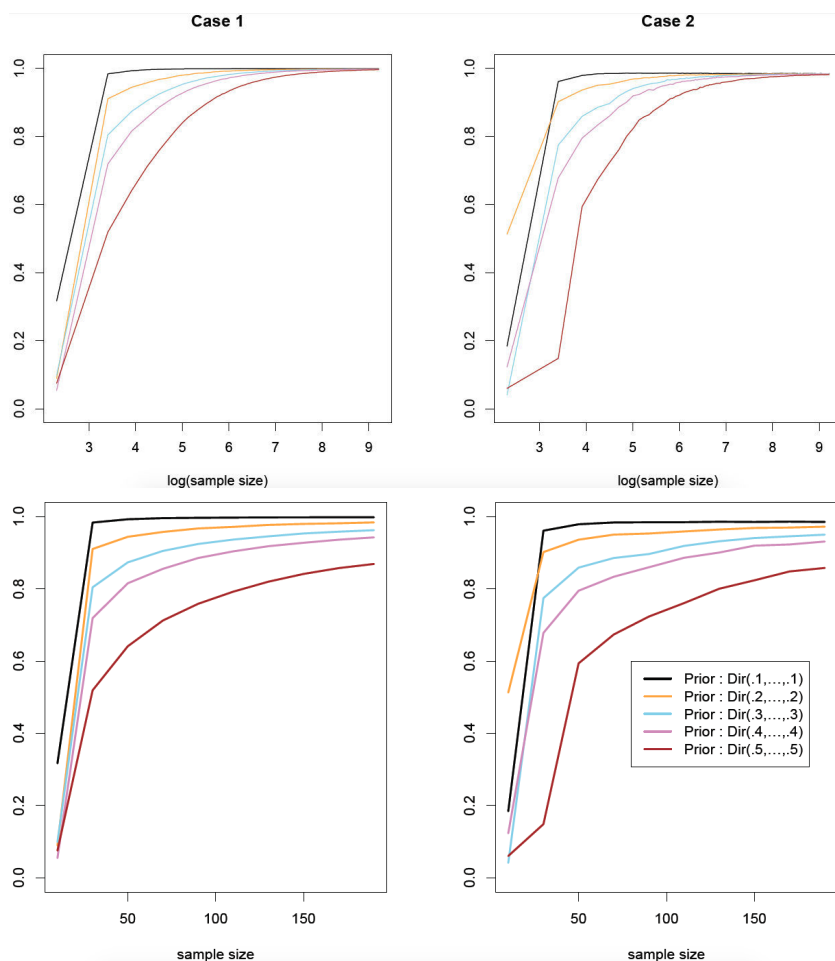 Case 1
Case 2
1.0
0.8
0.6
0.4
0.2
0.0
3 4 5 6 7 8 9
log(sample size)
1.0
0.8
0.6
0.4
0.2
0.0
3 4 5 6 7 8 9
log(sample size)
1.0
0.8
0.6
0.4
0.2
0.0
50 100 150
sample size
1.0
0.8
0.6
0.4
0.2
0.0
Prior : Dir(.1,...,.1)
Prior : Dir(.2,...,.2)
Prior : Dir(.3,...,.3)
Prior : Dir(.4,...,.4)
Prior : Dir(.5,...,.5)
50 100 150
sample size